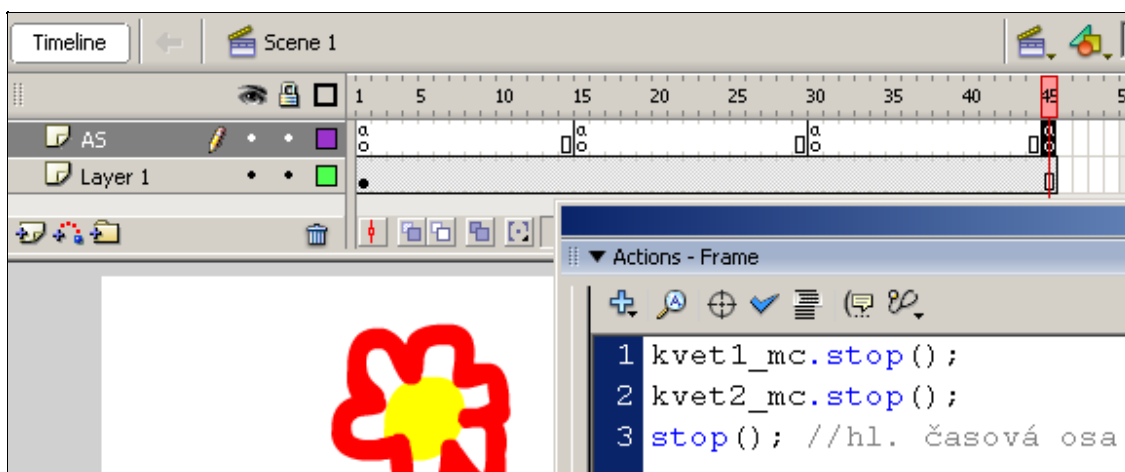 Timeline Scene 1
1 5 10 15 20 25 30 35 40 45 5
AS
Layer 1
Actions - Frame
1 kvet1_mc.stop();
2 kvet2_mc.stop();
3 stop(); //hl. časová osa